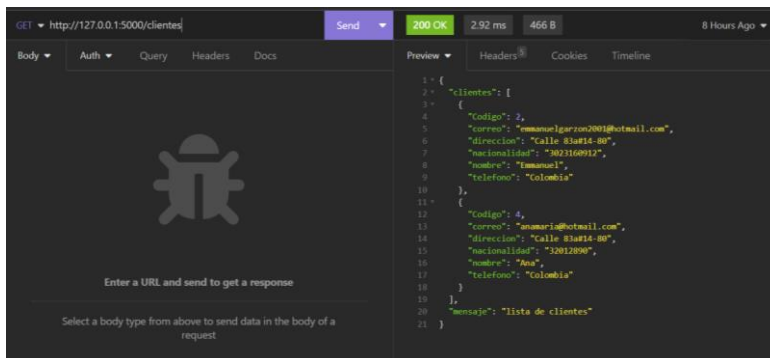 GET http://127.0.0.1:5000/clientes Send 200 OK 2.92 ms 466 B 8 Hours Ago
Body Auth Query Headers Docs Preview Headers 5 Cookies Timeline
1 {
2 "clientes": [
3 {
4 "Codigo": 2,
5 "correo": "emmanuelgarzon2001@hotmail.com",
6 "direccion": "Calle 83a#14-80",
7 "nacionalidad": "3023160912",
8 "nombre": "Emmanuel",
9 "telefono": "Colombia"
10 },
11 {
12 "Codigo": 4,
13 "correo": "anamaria@hotmail.com",
14 "direccion": "Calle 83a#14-80",
15 "nacionalidad": "32012890",
16 "nombre": "Ana",
17 "telefono": "Colombia"
18 }
19 ],
20 "mensaje": "lista de clientes"
21 }
Enter a URL and send to get a response
Select a body type from above to send data in the body of a
request